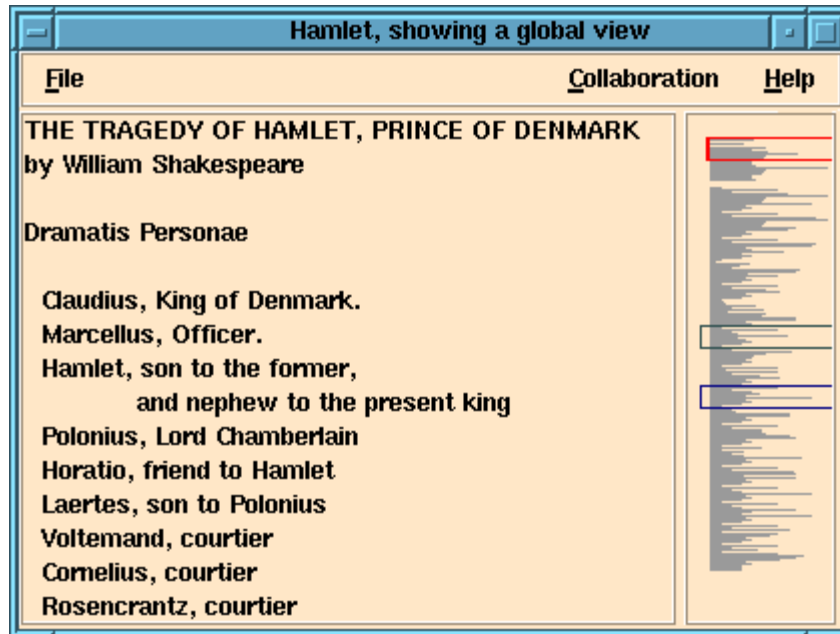 Hamlet, showing a global view
File Collaboration Help
THE TRAGEDY OF HAMLET, PRINCE OF DENMARK
by William Shakespeare
Dramatis Personae
Claudius, King of Denmark.
Marcellus, Officer.
Hamlet, son to the former,
and nephew to the present king
Polonius, Lord Chamberlain
Horatio, friend to Hamlet
Laertes, son to Polonius
Voltemand, courtier
Cornelius, courtier
Rosencrantz, courtier